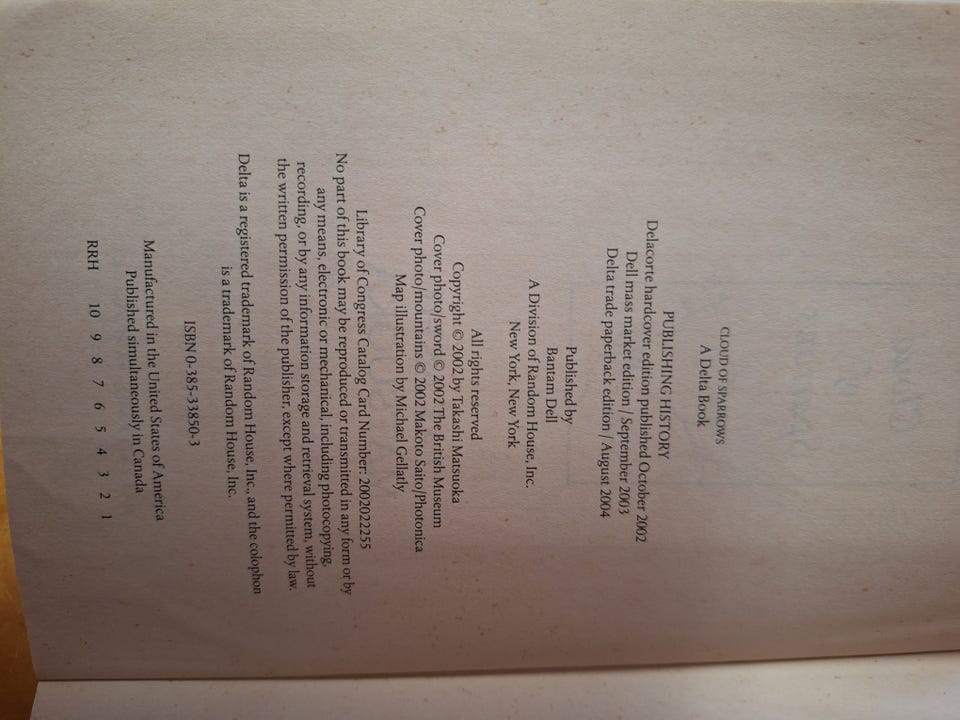 CLOUD OF SPARROWS
A Delta Book
PUBLISHING HISTORY
Delacorte hardcover edition published October 2002
Dell mass market edition / September 2003
Delta trade paperback edition / August 2004
Published by
Bantam Dell
A Division of Random House, Inc.
New York, New York
All rights reserved
Copyright © 2002 by Takashi Matsuoka
Cover photo/sword © 2002 The British Museum
Cover photo/mountains © 2002 Makoto Saito/Photonica
Map illustration by Michael Gellatly
Library of Congress Catalog Card Number: 2002022255
No part of this book may be reproduced or transmitted in any form or by
any means, electronic or mechanical, including photocopying,
recording, or by any information storage and retrieval system, without
the written permission of the publisher, except where permitted by law.
Delta is a registered trademark of Random House, Inc., and the colophon
is a trademark of Random House, Inc.
ISBN 0-385-33850-3
Manufactured in the United States of America
Published simultaneously in Canada
RRH 10 9 8 7 6 5 4 3 2 1